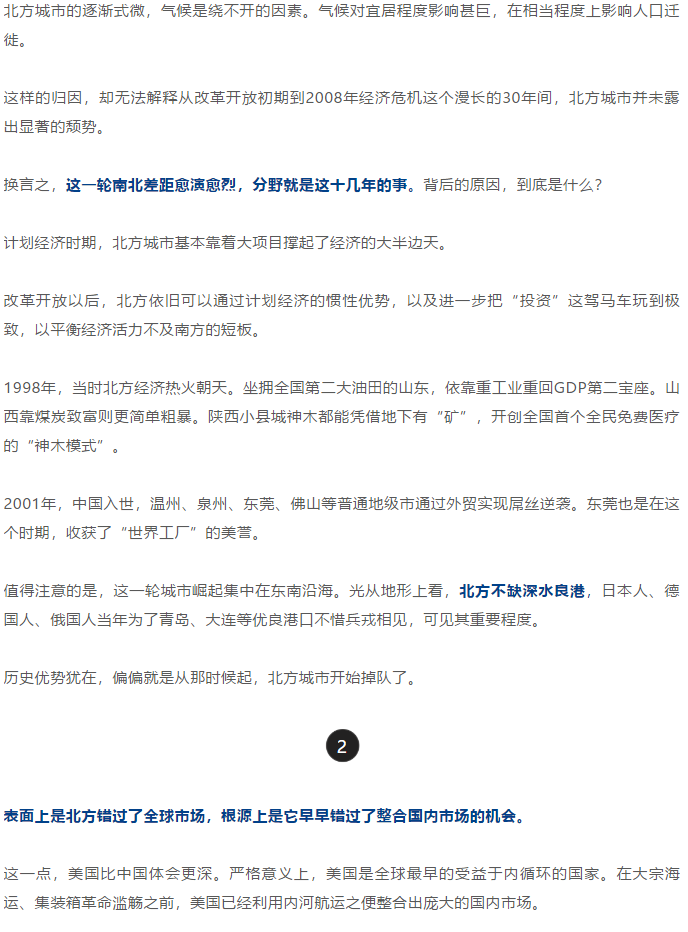 北方城市的逐渐式微，气候是绕不开的因素。气候对宜居程度影响甚巨，在相当程度上影响人口迁
徙。
这样的归因，却无法解释从改革开放初期到2008年经济危机这个漫长的30年间，北方城市并未露
出显著的颓势。
换言之，这一轮南北差距愈演愈烈，分野就是这十几年的事。背后的原因，到底是什么？
计划经济时期，北方城市基本靠着大项目撑起了经济的大半边天。
改革开放以后，北方依旧可以通过计划经济的惯性优势，以及进一步把“投资”这驾马车玩到极
致，以平衡经济活力不及南方的短板。
1998年，当时北方经济热火朝天。坐拥全国第二大油田的山东，依靠重工业重回GDP第二宝座。山
西靠煤炭致富则更简单粗暴。陕西小县城神木都能凭借地下有“矿”，开创全国首个全民免费医疗
的“神木模式”。
2001年，中国入世，温州、泉州、东莞、佛山等普通地级市通过外贸实现屌丝逆袭。东莞也是在这
个时期，收获了“世界工厂”的美誉。
值得注意的是，这一轮城市崛起集中在东南沿海。光从地形上看，北方不缺深水良港，日本人、德
国人、俄国人当年为了青岛、大连等优良港口不惜兵戎相见，可见其重要程度。
历史优势犹在，偏偏就是从那时候起，北方城市开始掉队了。
2
表面上是北方错过了全球市场，根源上是它早早错过了整合国内市场的机会。
这一点，美国比中国体会更深。严格意义上，美国是全球最早的受益于内循环的国家。在大宗海
运、集装箱革命滥觞之前，美国已经利用内河航运之便整合出庞大的国内市场。